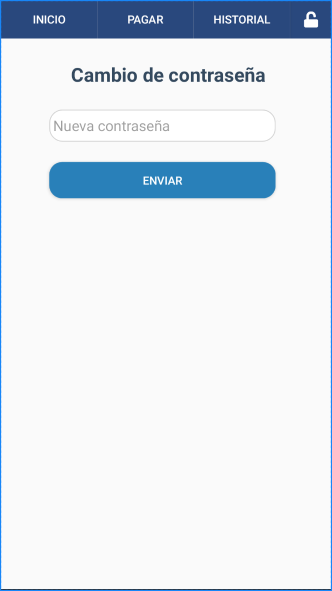 INICIO PAGAR HISTORIAL
Cambio de contraseña
Nueva contraseña
ENVIAR